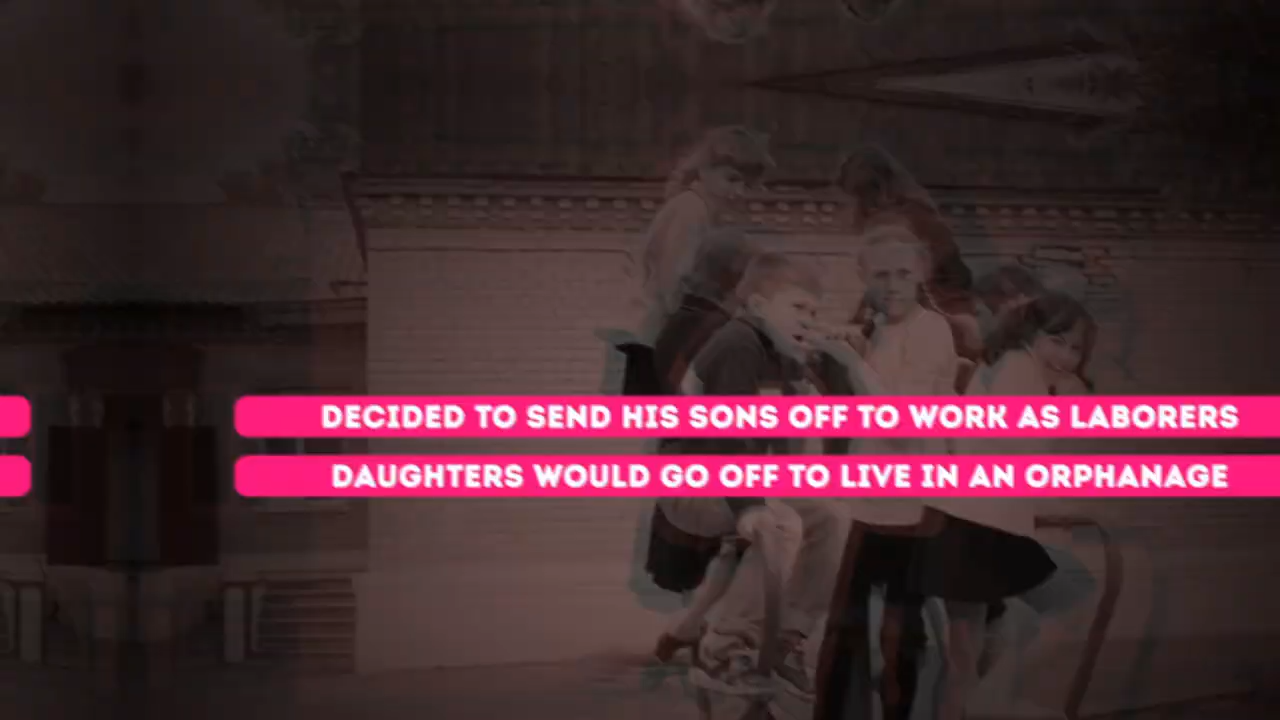 DECIDED TO SEND HIS SONS OFF TO WORK AS LABORERS
DAUGHTERS WOULD GO OFF TO LIVE IN AN ORPHANAGE